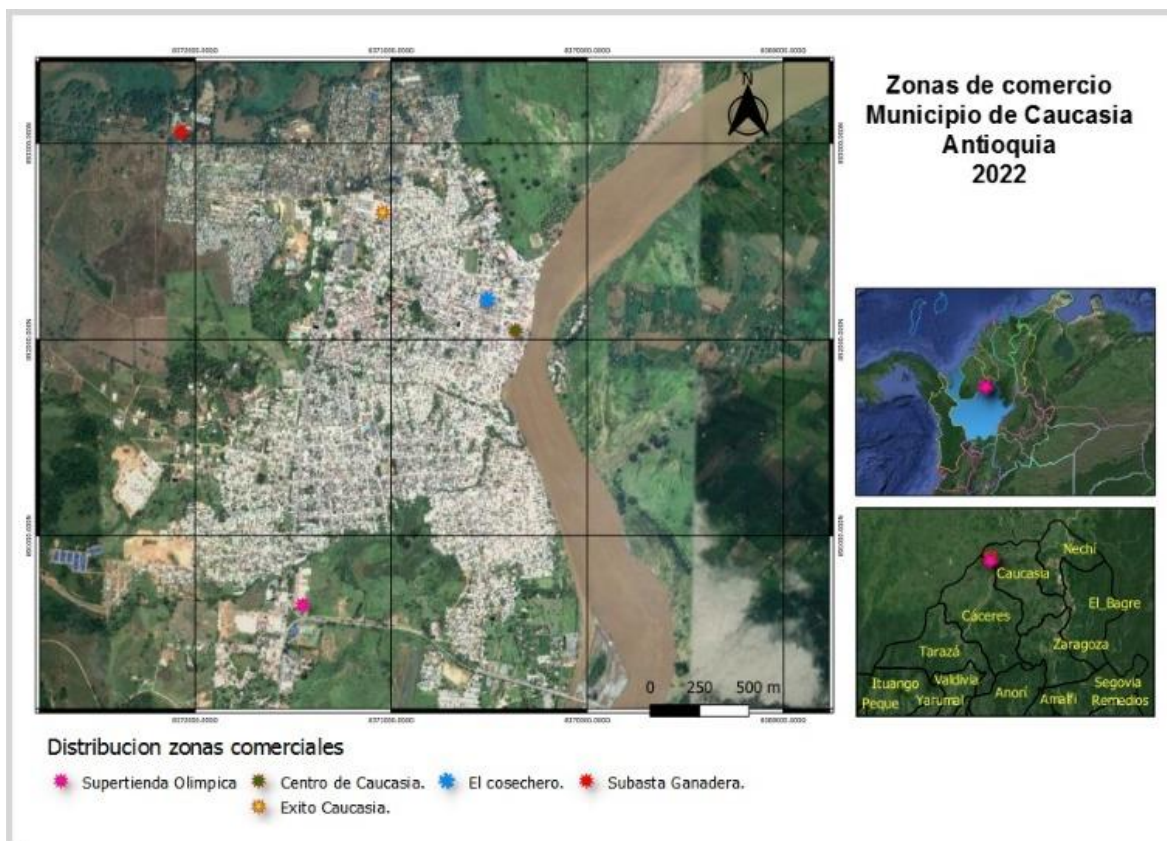 Zonas de comercio
Municipio de Caucasia
Antioquia
2022
N
0 250 500 m
Nechí
Caucasia
El Bagre
Cáceres
Zaragoza
Tarazá
Ituango
Valdivia
Segovia
Peque
Yarumal
Anorí
Amalfi
Remedios
Distribucion zonas comerciales
Supertienda Olimpica
Centro de Caucasia.
El cosechero.
Subasta Ganadera.
Exito Caucasia.